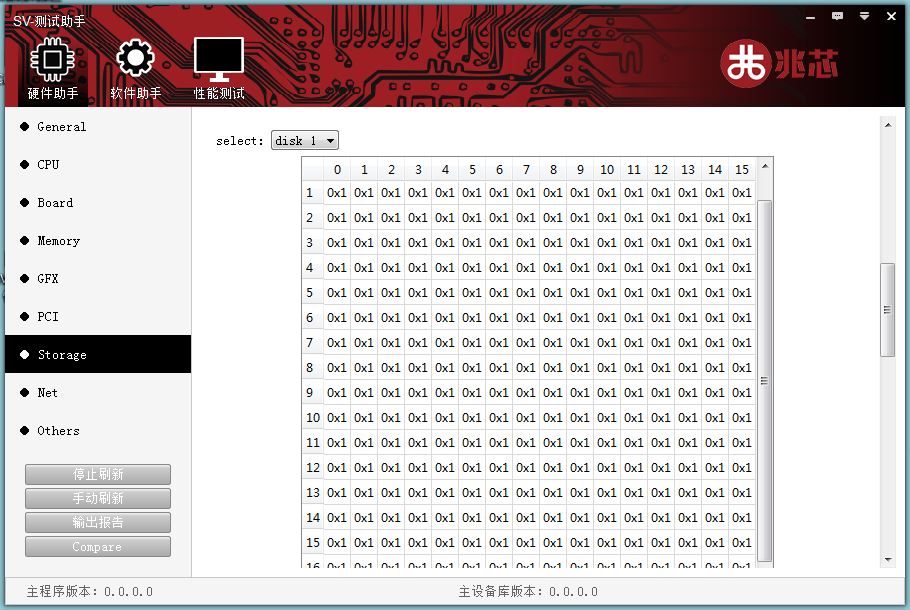 SV-测试助手
硬件助手 软件助手 性能测试 兆芯
General
CPU
Board
Memory
GFX
PCI
Storage
Net
Others
停止刷新
手动刷新
输出报告
Compare
select: disk 1
0 1 2 3 4 5 6 7 8 9 10 11 12 13 14 15
1 0x1 0x1 0x1 0x1 0x1 0x1 0x1 0x1 0x1 0x1 0x1 0x1 0x1 0x1 0x1 0x1
2 0x1 0x1 0x1 0x1 0x1 0x1 0x1 0x1 0x1 0x1 0x1 0x1 0x1 0x1 0x1 0x1
3 0x1 0x1 0x1 0x1 0x1 0x1 0x1 0x1 0x1 0x1 0x1 0x1 0x1 0x1 0x1 0x1
4 0x1 0x1 0x1 0x1 0x1 0x1 0x1 0x1 0x1 0x1 0x1 0x1 0x1 0x1 0x1 0x1
5 0x1 0x1 0x1 0x1 0x1 0x1 0x1 0x1 0x1 0x1 0x1 0x1 0x1 0x1 0x1 0x1
6 0x1 0x1 0x1 0x1 0x1 0x1 0x1 0x1 0x1 0x1 0x1 0x1 0x1 0x1 0x1 0x1
7 0x1 0x1 0x1 0x1 0x1 0x1 0x1 0x1 0x1 0x1 0x1 0x1 0x1 0x1 0x1 0x1
8 0x1 0x1 0x1 0x1 0x1 0x1 0x1 0x1 0x1 0x1 0x1 0x1 0x1 0x1 0x1 0x1
9 0x1 0x1 0x1 0x1 0x1 0x1 0x1 0x1 0x1 0x1 0x1 0x1 0x1 0x1 0x1 0x1
10 0x1 0x1 0x1 0x1 0x1 0x1 0x1 0x1 0x1 0x1 0x1 0x1 0x1 0x1 0x1 0x1
11 0x1 0x1 0x1 0x1 0x1 0x1 0x1 0x1 0x1 0x1 0x1 0x1 0x1 0x1 0x1 0x1
12 0x1 0x1 0x1 0x1 0x1 0x1 0x1 0x1 0x1 0x1 0x1 0x1 0x1 0x1 0x1 0x1
13 0x1 0x1 0x1 0x1 0x1 0x1 0x1 0x1 0x1 0x1 0x1 0x1 0x1 0x1 0x1 0x1
14 0x1 0x1 0x1 0x1 0x1 0x1 0x1 0x1 0x1 0x1 0x1 0x1 0x1 0x1 0x1 0x1
15 0x1 0x1 0x1 0x1 0x1 0x1 0x1 0x1 0x1 0x1 0x1 0x1 0x1 0x1 0x1 0x1
16 0x1 0x1 0x1 0x1 0x1 0x1 0x1 0x1 0x1 0x1 0x1 0x1 0x1 0x1 0x1 0x1
主程序版本: 0.0.0.0 主设备库版本: 0.0.0.0